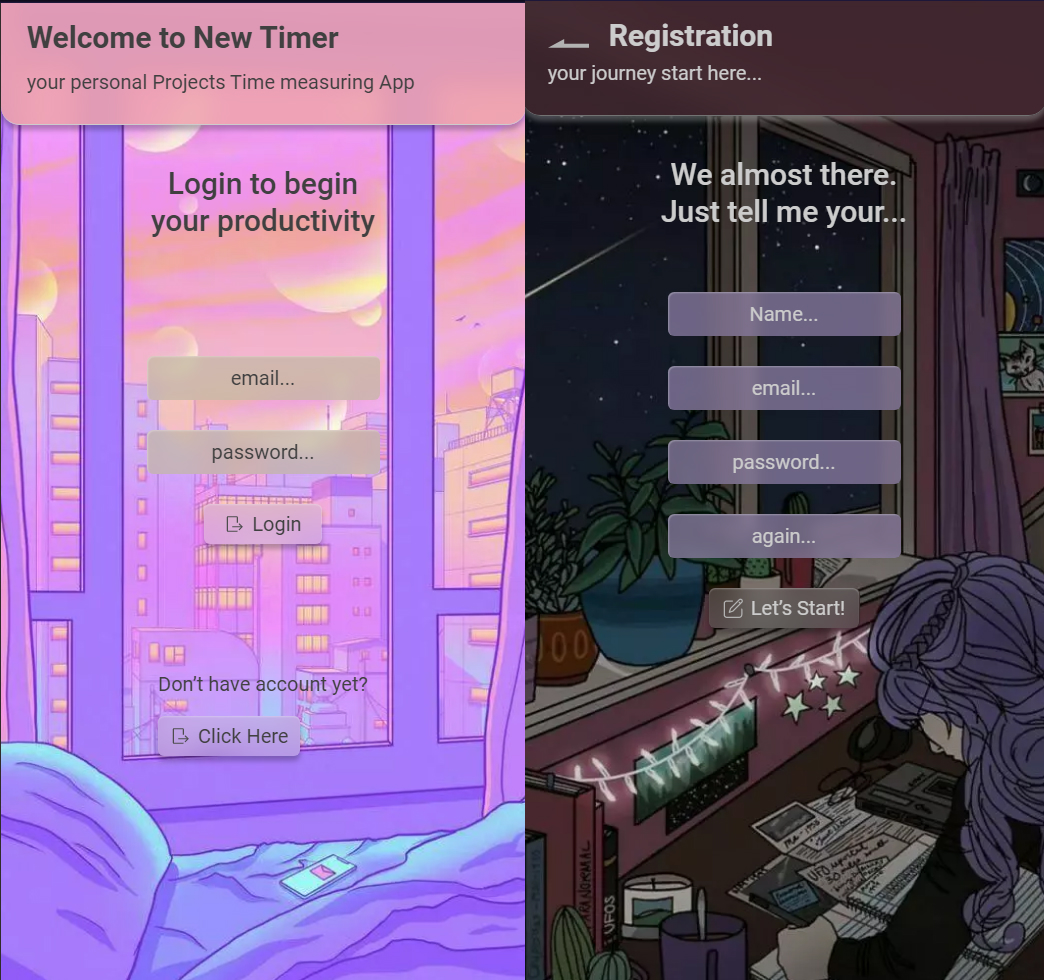 Welcome to New Timer
your personal Projects Time measuring App
Login to begin
your productivity
email...
password...
Login
Don’t have account yet?
Click Here
Registration
your journey start here...
We almost there.
Just tell me your...
Name...
email...
password...
again...
Let’s Start!
UFOS